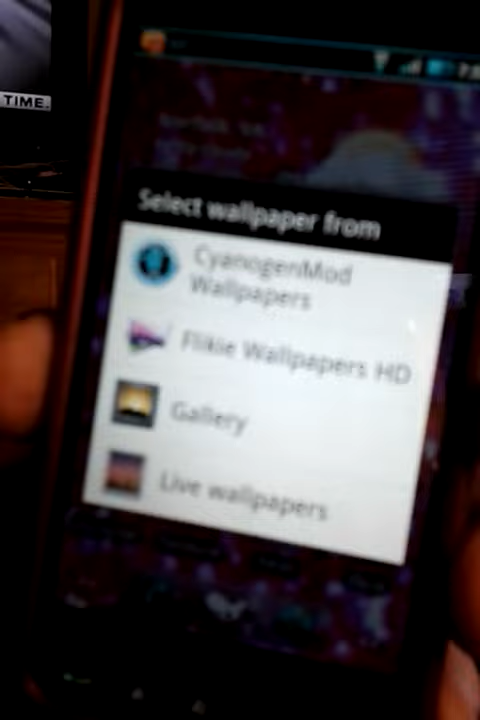 TIME.
Select wallpaper from
CyanogenMod
Wallpapers
Flikie Wallpapers HD
Gallery
Live wallpapers